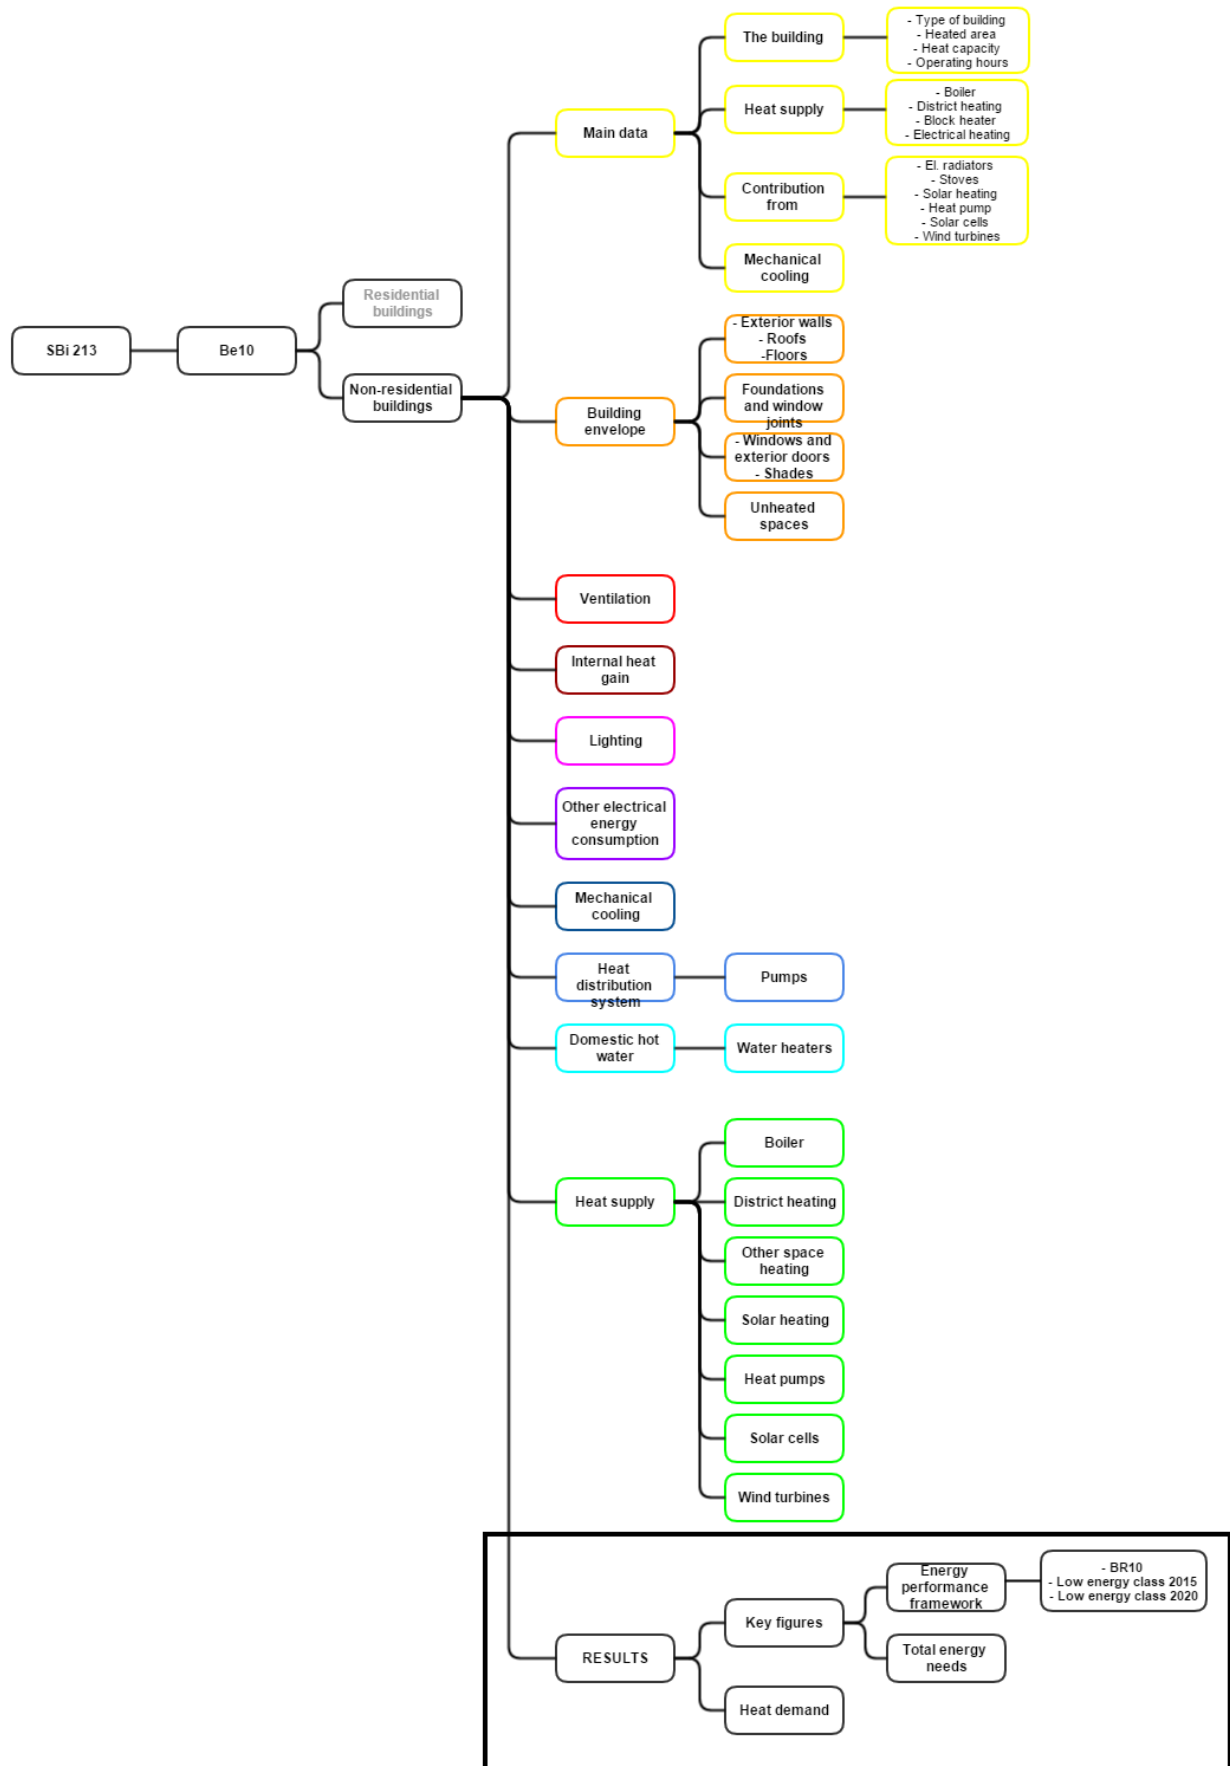 SBi 213
Be10
Residential
buildings
Non-residential
buildings
Main data
The building
- Type of building
- Heated area
- Heat capacity
- Operating hours
Heat supply
- Boiler
- District heating
- Block heater
- Electrical heating
Contribution
from
- El. radiators
- Stoves
- Solar heating
- Heat pump
- Solar cells
- Wind turbines
Mechanical
cooling
Building
envelope
- Exterior walls
- Roofs
-Floors
Foundations
and window
joints
- Windows and
exterior doors
- Shades
Unheated
spaces
Ventilation
Internal heat
gain
Lighting
Other electrical
energy
consumption
Mechanical
cooling
Heat
distribution
system
Pumps
Domestic hot
water
Water heaters
Heat supply
Boiler
District heating
Other space
heating
Solar heating
Heat pumps
Solar cells
Wind turbines
RESULTS
Key figures
Energy
performance
framework
- BR10
- Low energy class 2015
- Low energy class 2020
Total energy
needs
Heat demand